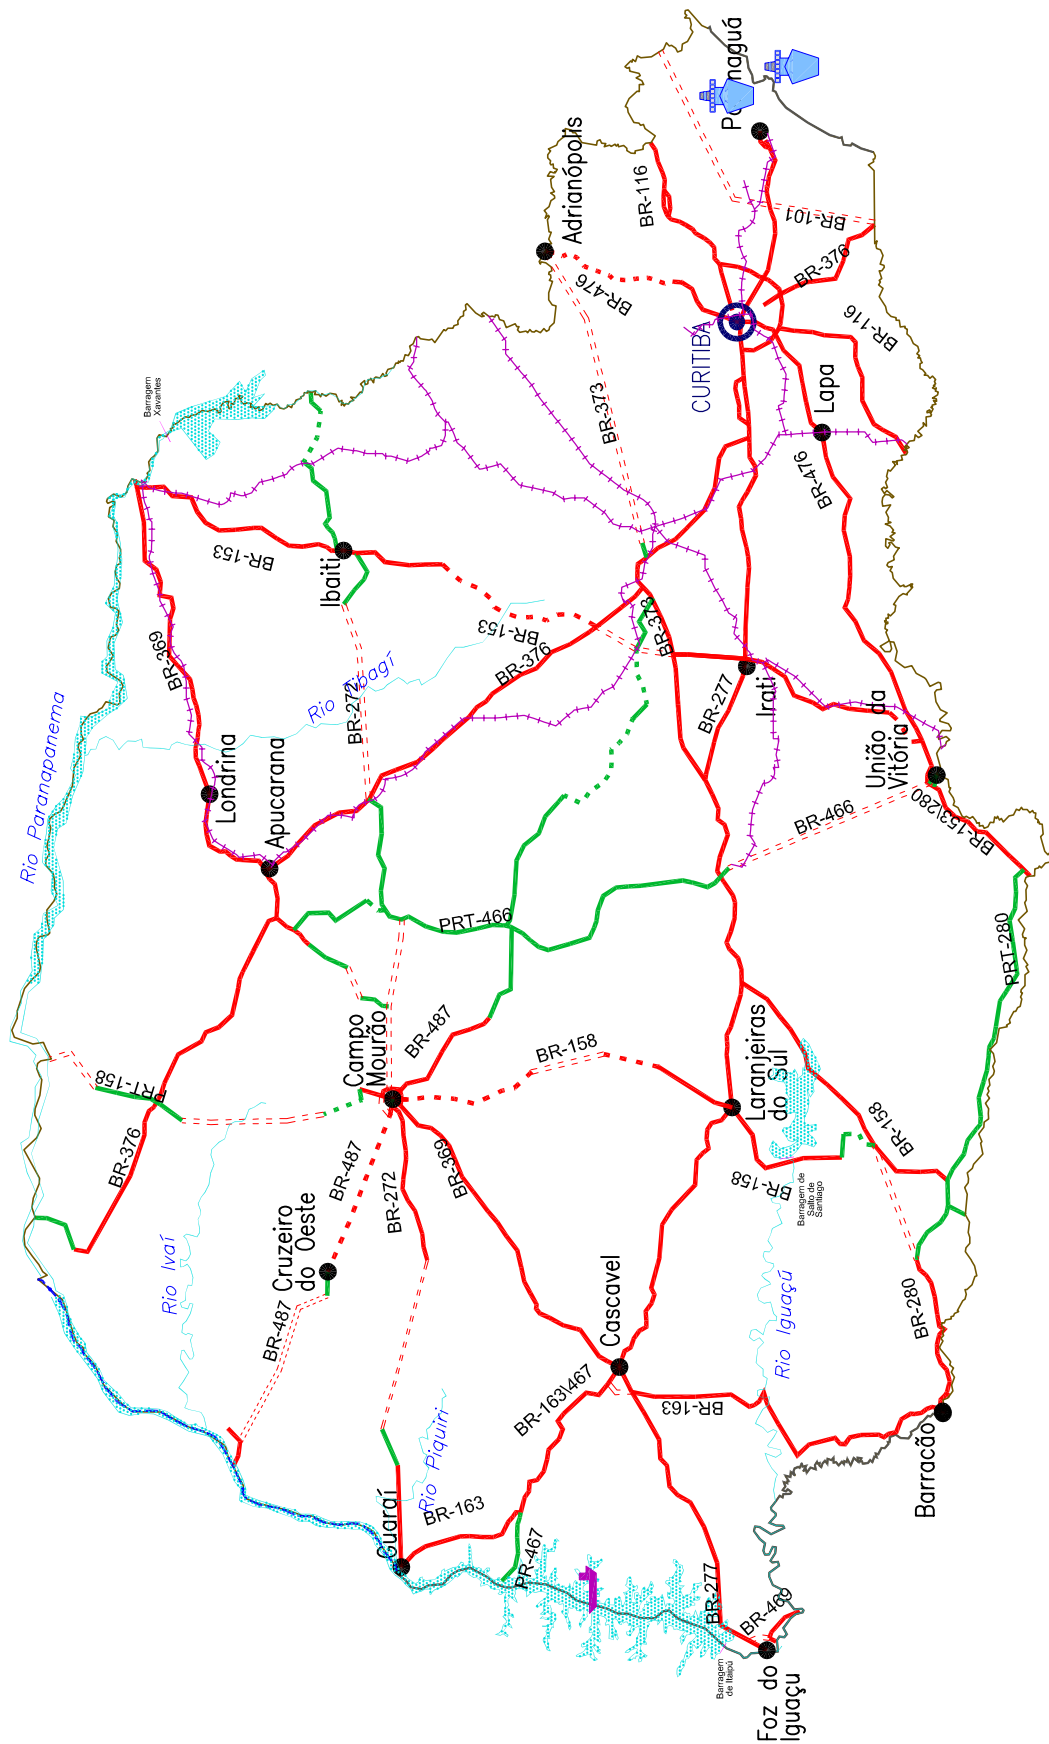 Rio Paranapanema
Barragem
Xavantes
Adrianópolis
BR-116
BR-101
BR-376
BR-116
BR-476
CURITIBA
BR-373
Lapa
BR-476
BR-153
Ibaiti
BR-153
BR-369
Rio Tibagí
BR-272
BR-376
BR-373
BR-277
Irati
União da
Vitória
BR-153\280
BR-466
Londrina
Apucarana
PRT-466
PRT-280
PRT-158
BR-376
Campo
Mourão
BR-487
BR-158
Laranjeiras
do Sul
BR-158
BR-158
Barragem de
Salto de
Santiago
BR-487
BR-272
BR-369
Cruzeiro
do Oeste
BR-487
Rio Ivaí
Cascavel
BR-163\467
BR-163
Rio Iguaçú
BR-280
Barracão
Rio Piquiri
Guaraí
BR-163
PR-467
BR-277
BR-469
Barragem
de Itaipú
Foz do
Iguaçu